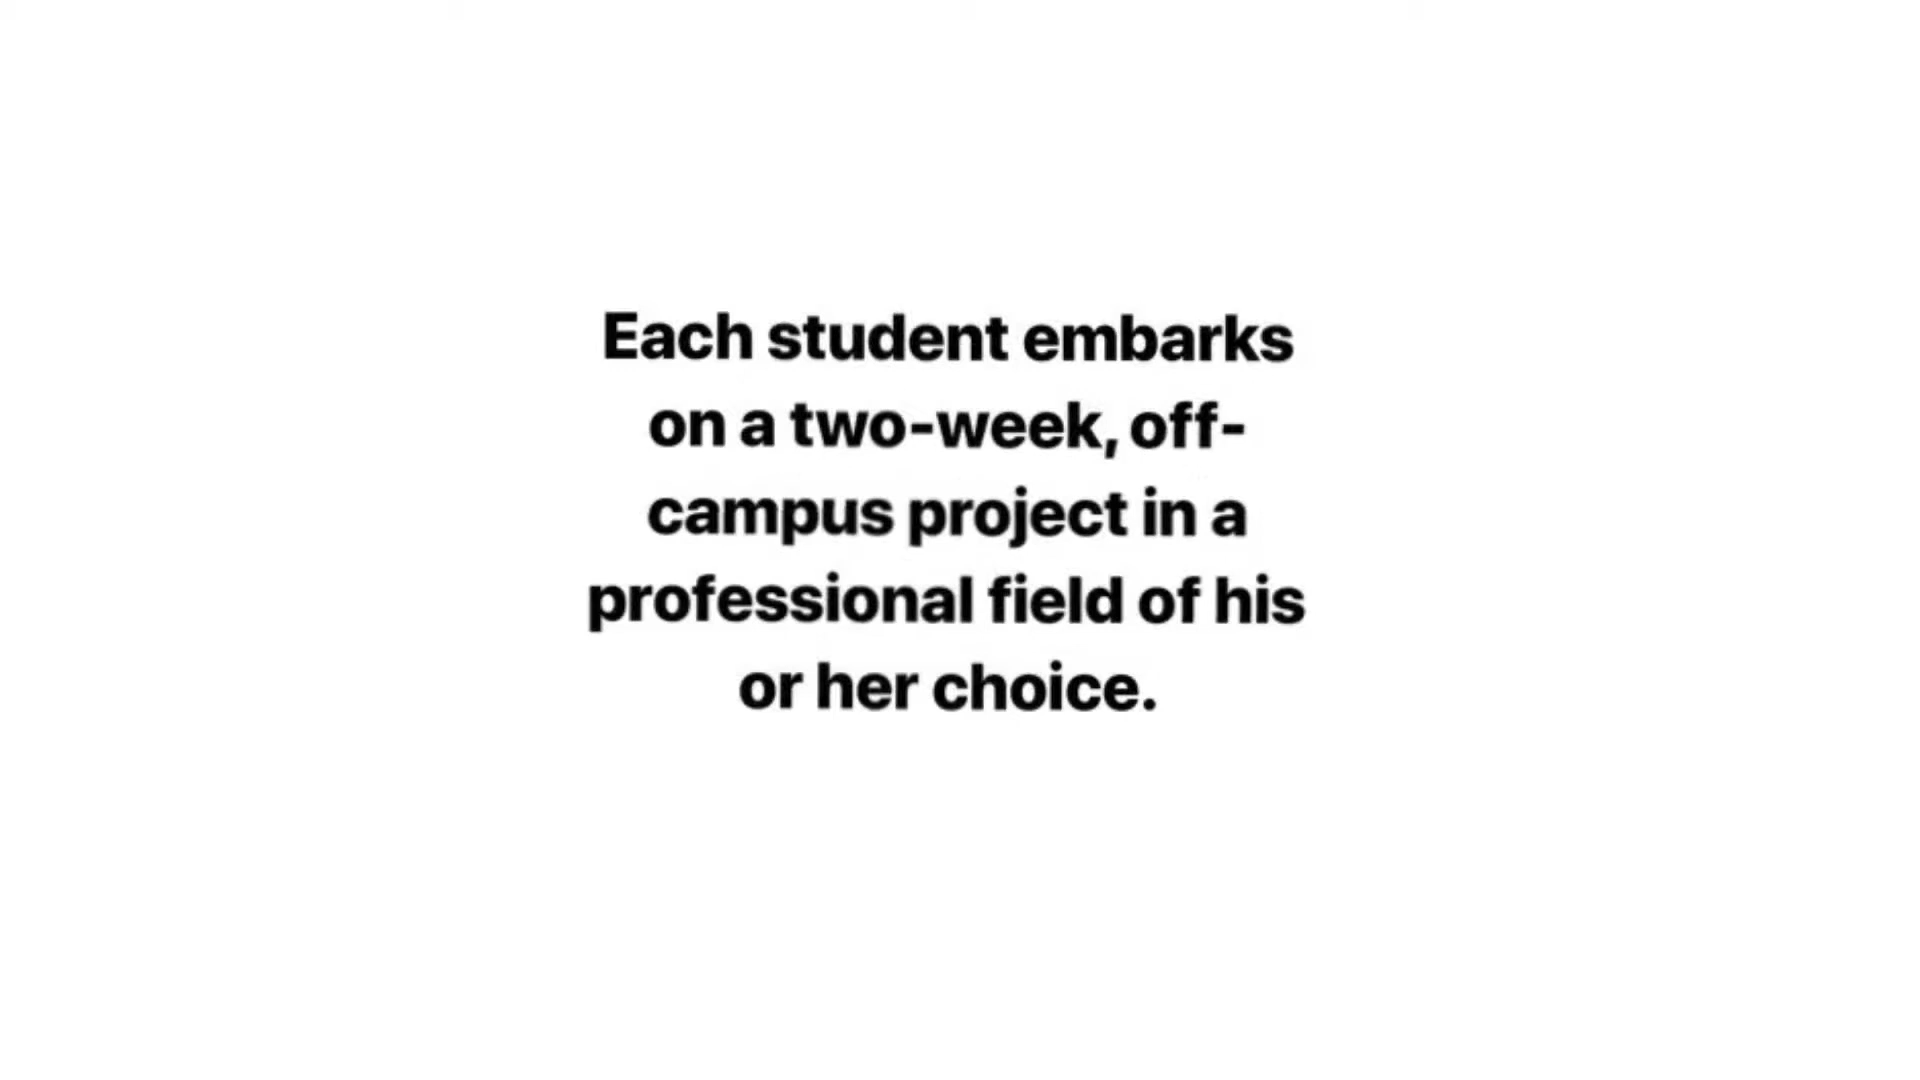 Each student embarks
on a two-week, off-
campus project in a
professional field of his
or her choice.